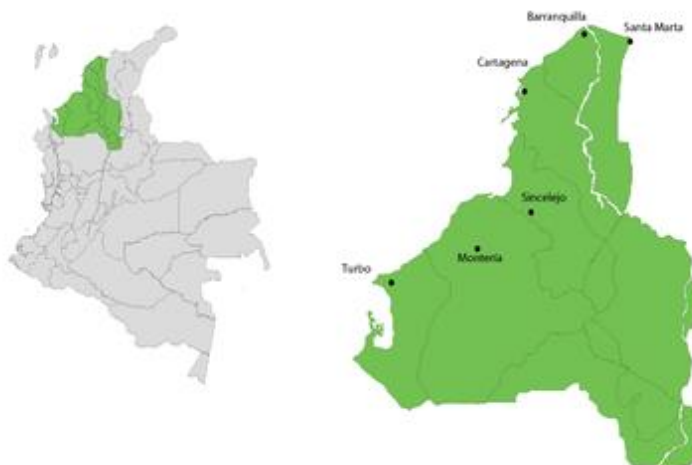 Barranquilla
Santa Marta
Cartagena
Sincelejo
Montería
Turbo